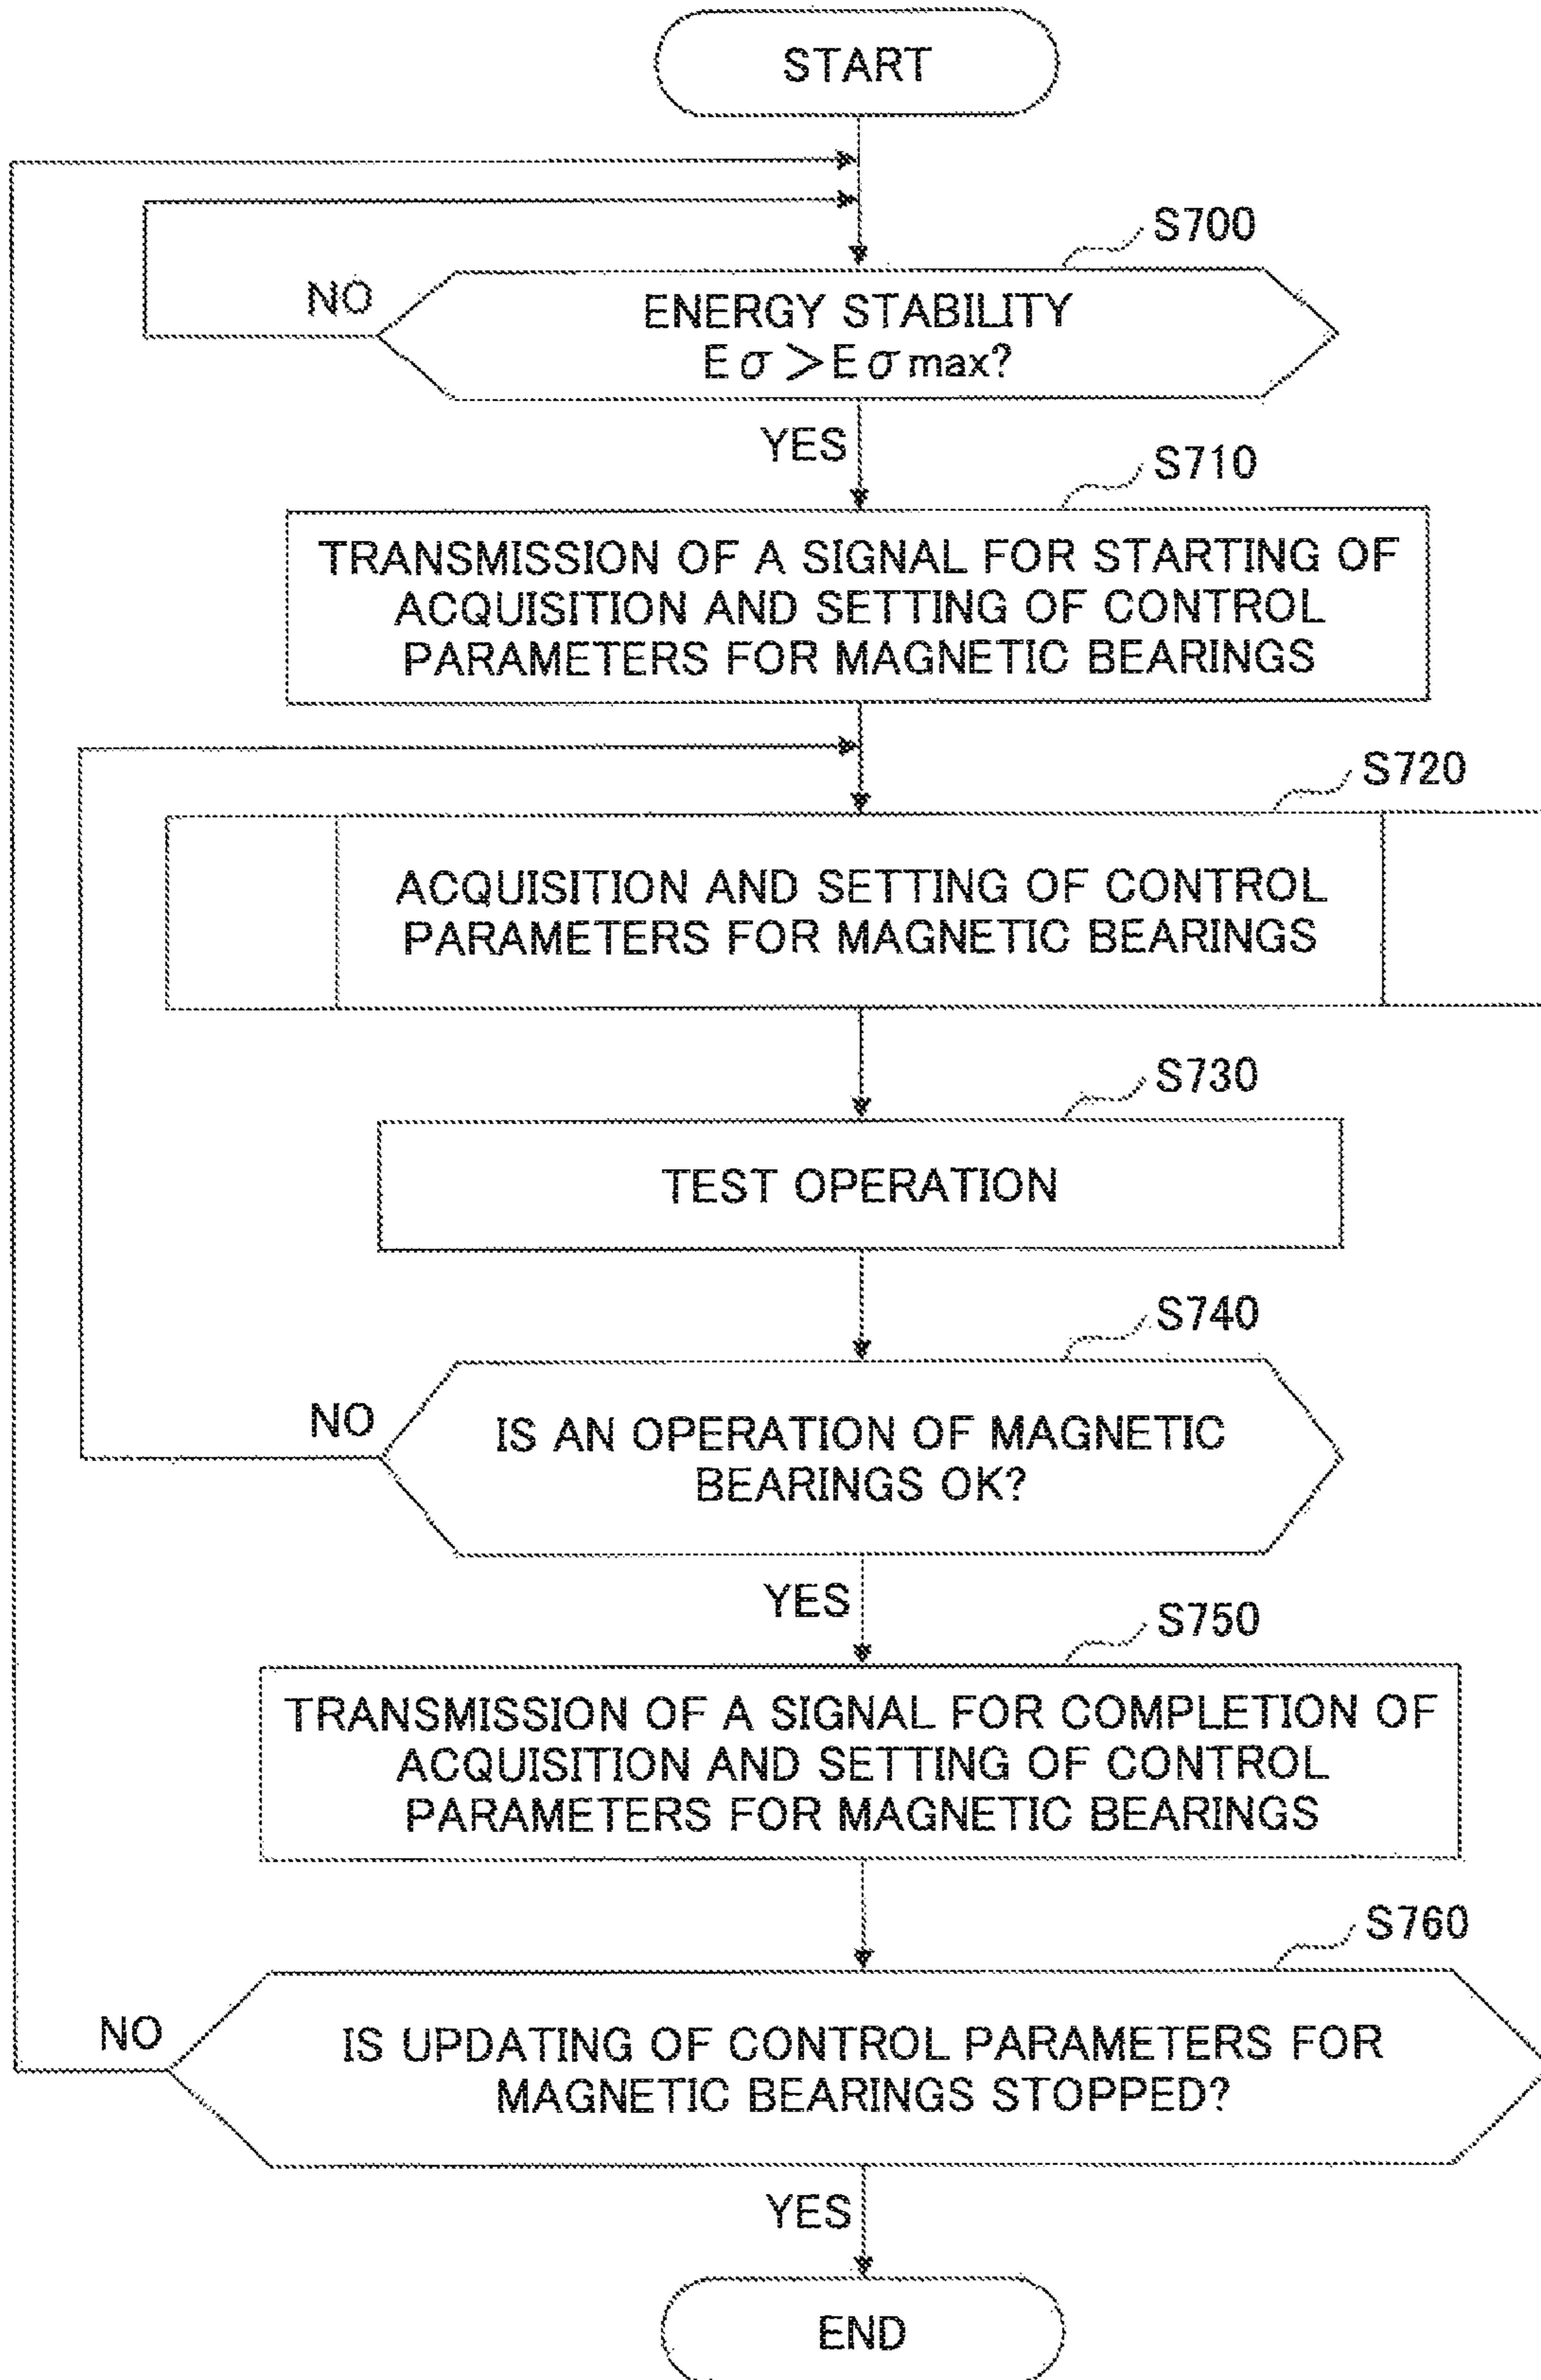 START
S700
NO
ENERGY STABILITY
Eσ>Eσmax?
YES
S710
TRANSMISSION OF A SIGNAL FOR STARTING OF
ACQUISITION AND SETTING OF CONTROL
PARAMETERS FOR MAGNETIC BEARINGS
S720
ACQUISITION AND SETTING OF CONTROL
PARAMETERS FOR MAGNETIC BEARINGS
S730
TEST OPERATION
S740
NO
IS AN OPERATION OF MAGNETIC
BEARINGS OK?
YES
S750
TRANSMISSION OF A SIGNAL FOR COMPLETION OF
ACQUISITION AND SETTING OF CONTROL
PARAMETERS FOR MAGNETIC BEARINGS
S760
NO
IS UPDATING OF CONTROL PARAMETERS FOR
MAGNETIC BEARINGS STOPPED?
YES
END